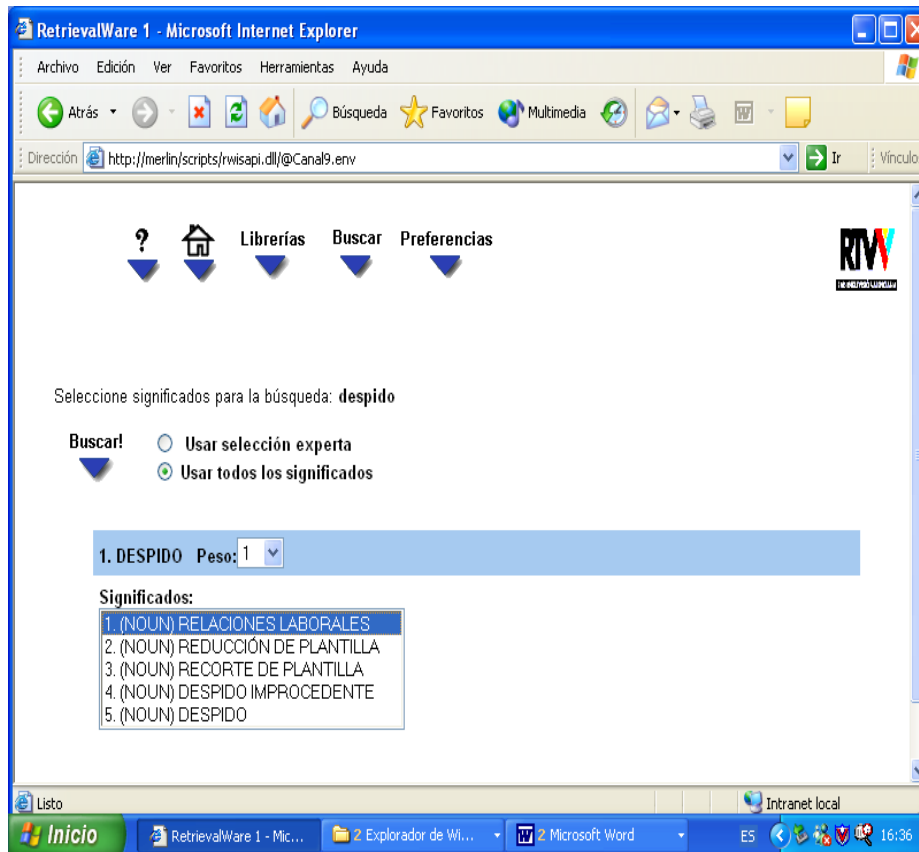 RetrievalWare 1 - Microsoft Internet Explorer
Archivo Edición Ver Favoritos Herramientas Ayuda
Atrás Búsqueda Favoritos Multimedia
Dirección http://merlin/scripts/rwisapi.dll/@Canal9.env Ir Vínculo
? Librerías Buscar Preferencias
RTVV
Seleccione significados para la búsqueda: despido
Buscar! Usar selección experta
Usar todos los significados
1. DESPIDO Peso: 1
Significados:
1. (NOUN) RELACIONES LABORALES
2. (NOUN) REDUCCIÓN DE PLANTILLA
3. (NOUN) RECORTE DE PLANTILLA
4. (NOUN) DESPIDO IMPROCEDENTE
5. (NOUN) DESPIDO
Listo Intranet local
Inicio RetrievalWare 1 - Mic... 2 Explorador de Wi... 2 Microsoft Word ES 16:36